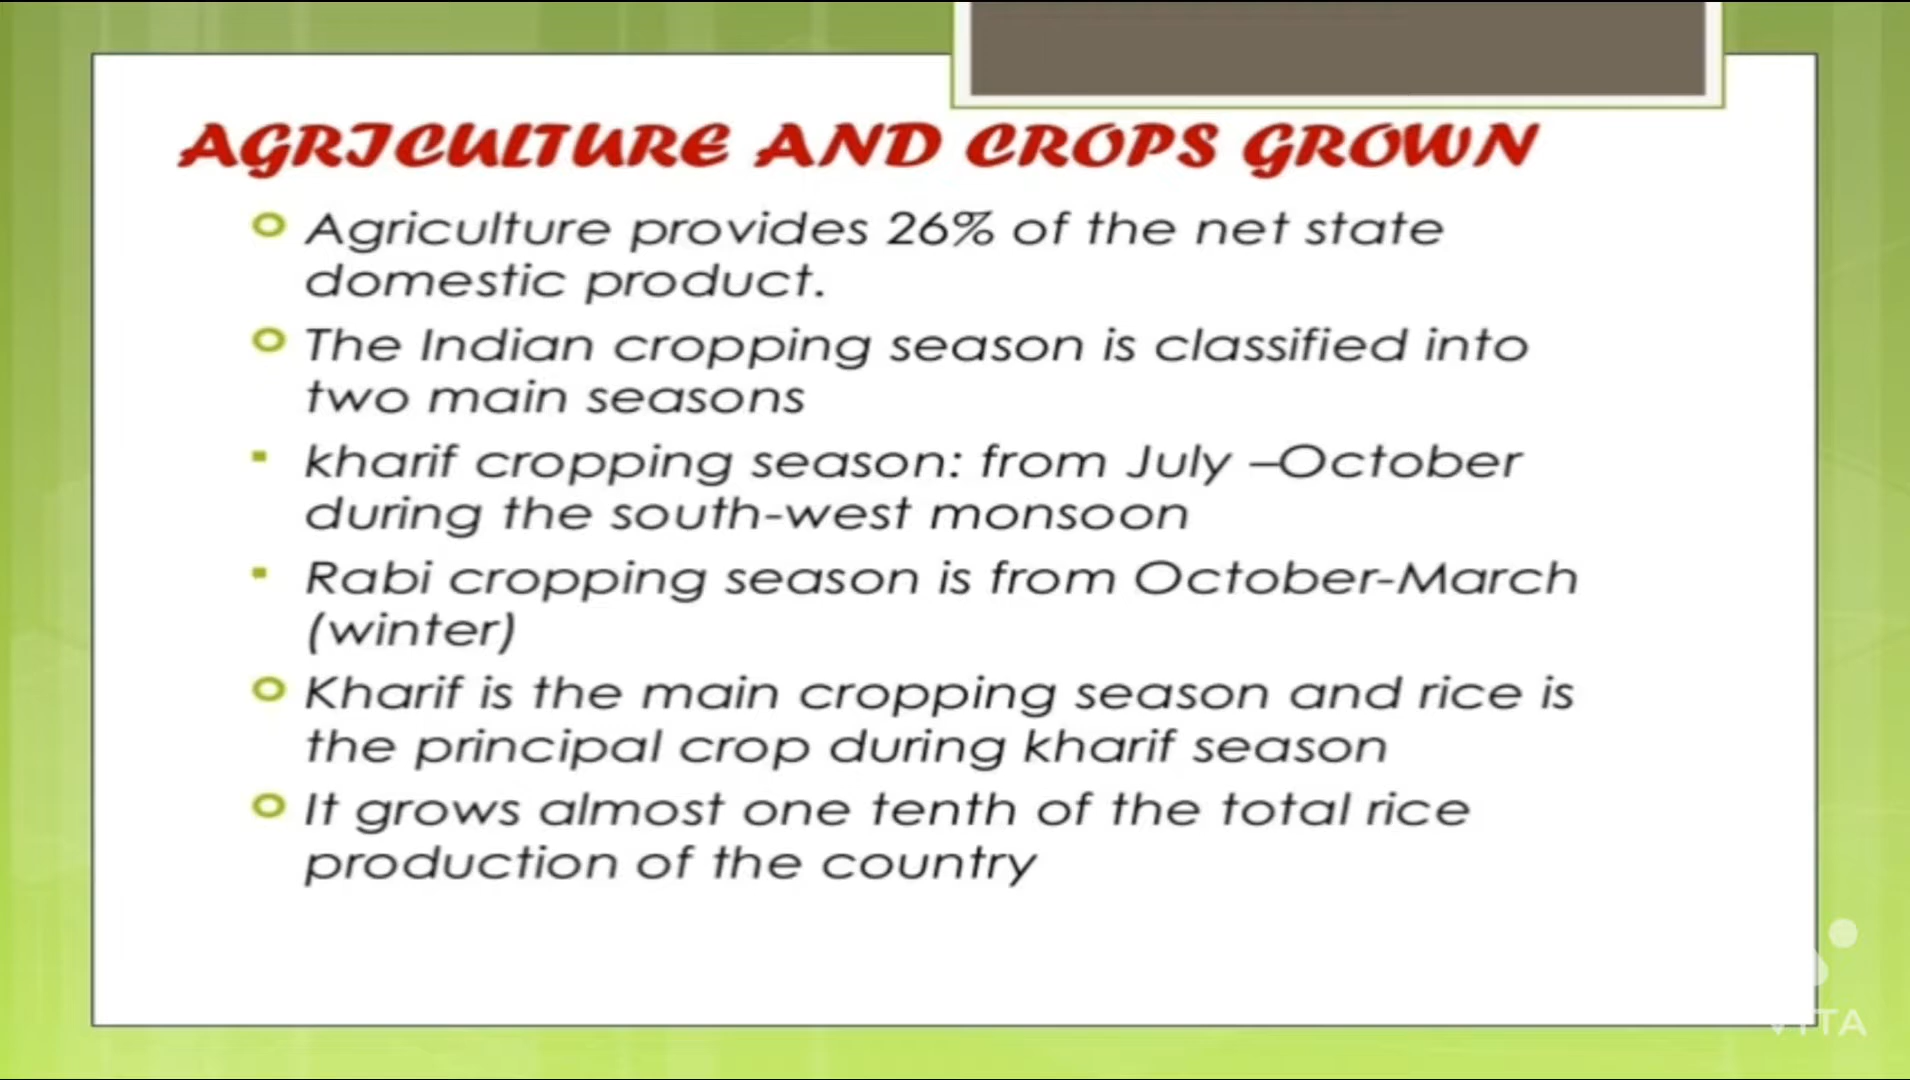 AGRICULTURE AND CROPS GROWN
Agriculture provides 26% of the net state
domestic product.
The Indian cropping season is classified into
two main seasons
kharif cropping season: from July –October
during the south-west monsoon
Rabi cropping season is from October-March
(winter)
Kharif is the main cropping season and rice is
the principal crop during kharif season
It grows almost one tenth of the total rice
production of the country
VITA